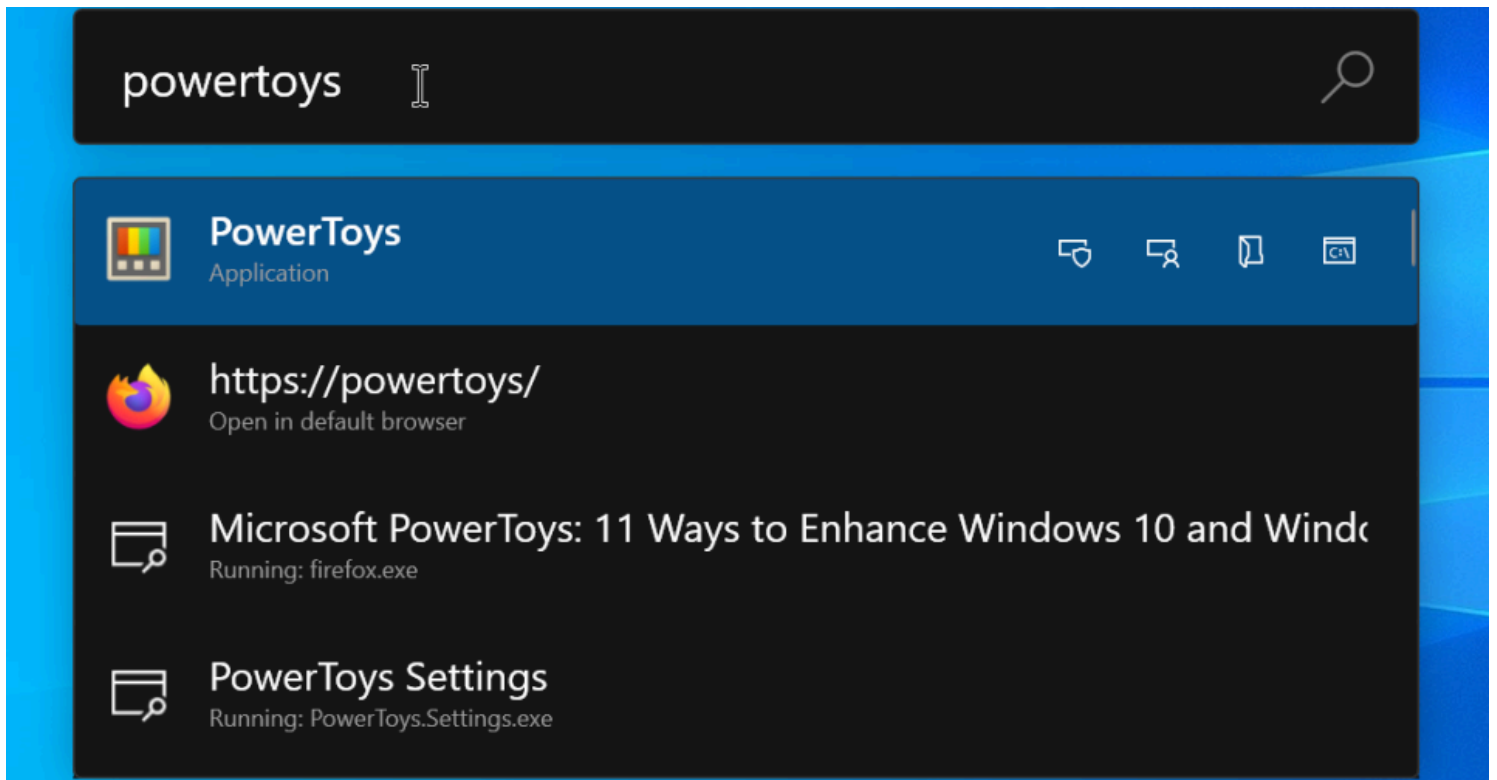 powertoys
PowerToys
Application
C:\
https://powertoys/
Open in default browser
Microsoft PowerToys: 11 Ways to Enhance Windows 10 and Windo
Running: firefox.exe
PowerToys Settings
Running: PowerToys.Settings.exe